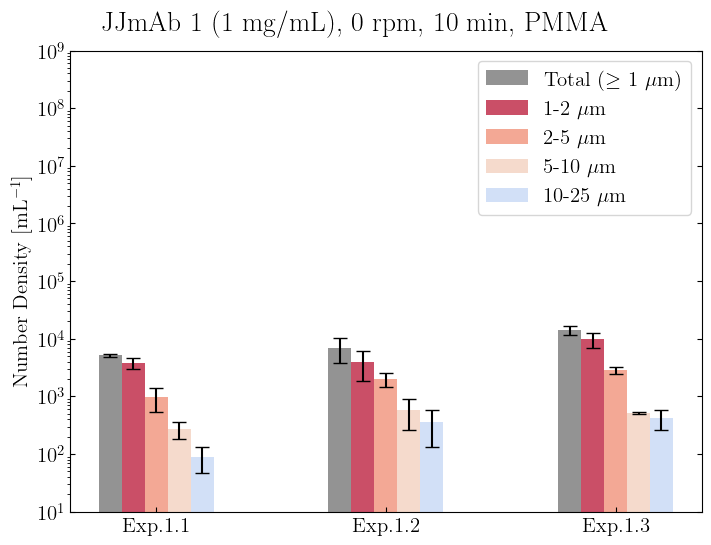 JJmAb 1 (1 mg/mL), 0 rpm, 10 min, PMMA
Number Density [mL⁻¹]
10⁹
10⁸
10⁷
10⁶
10⁵
10⁴
10³
10²
10¹
Total (≥ 1 μm)
1-2 μm
2-5 μm
5-10 μm
10-25 μm
Exp.1.1
Exp.1.2
Exp.1.3